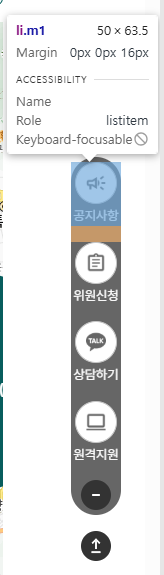 li.m1 50 × 63.5
Margin 0px 0px 16px
ACCESSIBILITY
Name
Role listitem
Keyboard-focusable
공지사항
위원신청
TALK
상담하기
원격지원